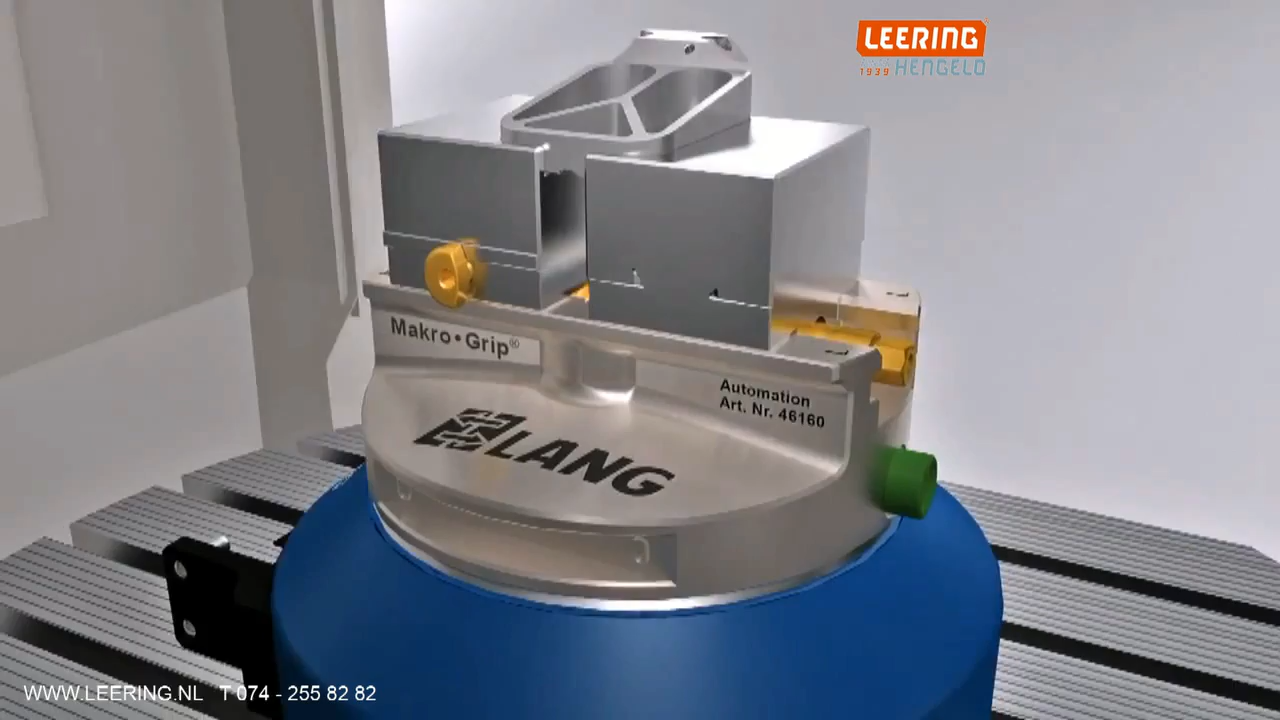 LEERING
1939 HENGELO
Makro•Grip®
Automation
Art. Nr. 46160
LANG
WWW.LEERING.NL T 074 - 255 82 82